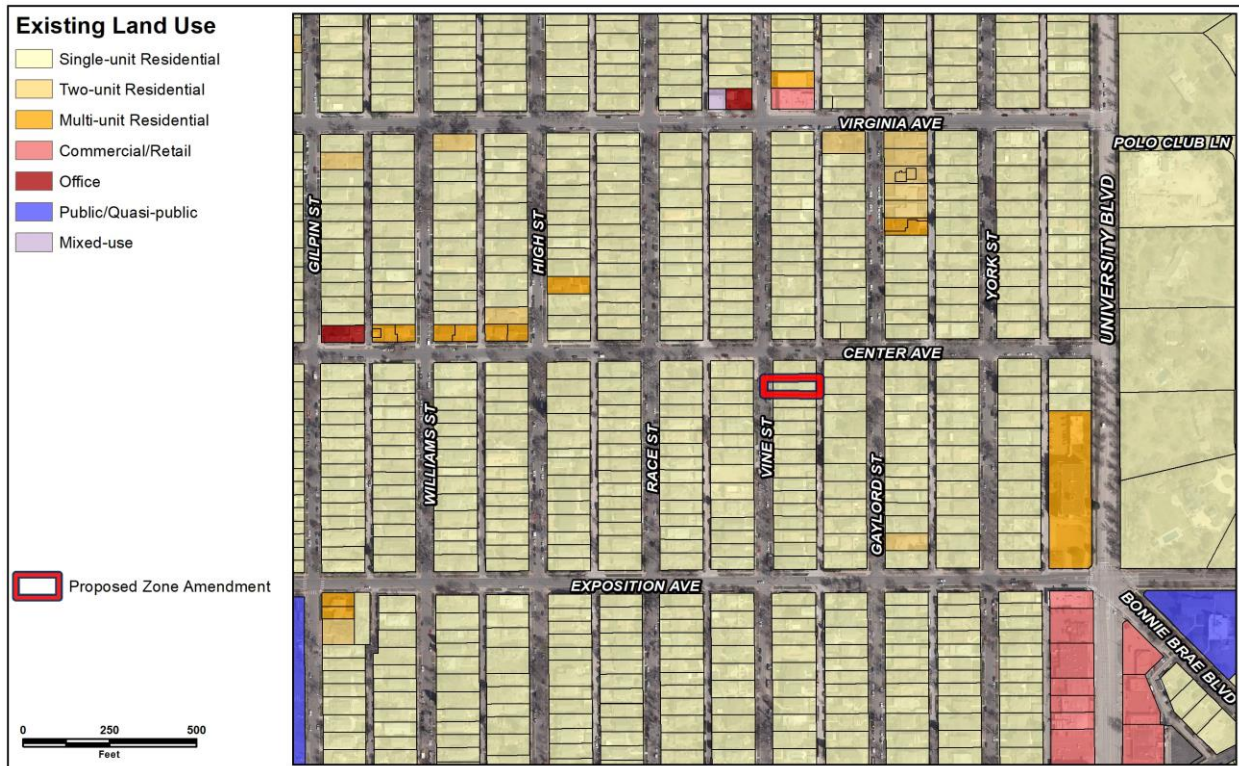 Existing Land Use
Single-unit Residential
Two-unit Residential
Multi-unit Residential
Commercial/Retail
Office
Public/Quasi-public
Mixed-use
Proposed Zone Amendment
0 250 500
Feet
VIRGINIA AVE
POLO CLUB LN
GILPIN ST
HIGH ST
YORK ST
UNIVERSITY BLVD
CENTER AVE
WILLIAMS ST
RACE ST
VINE ST
GAYLORD ST
EXPOSITION AVE
BONNIE BRAE BLVD